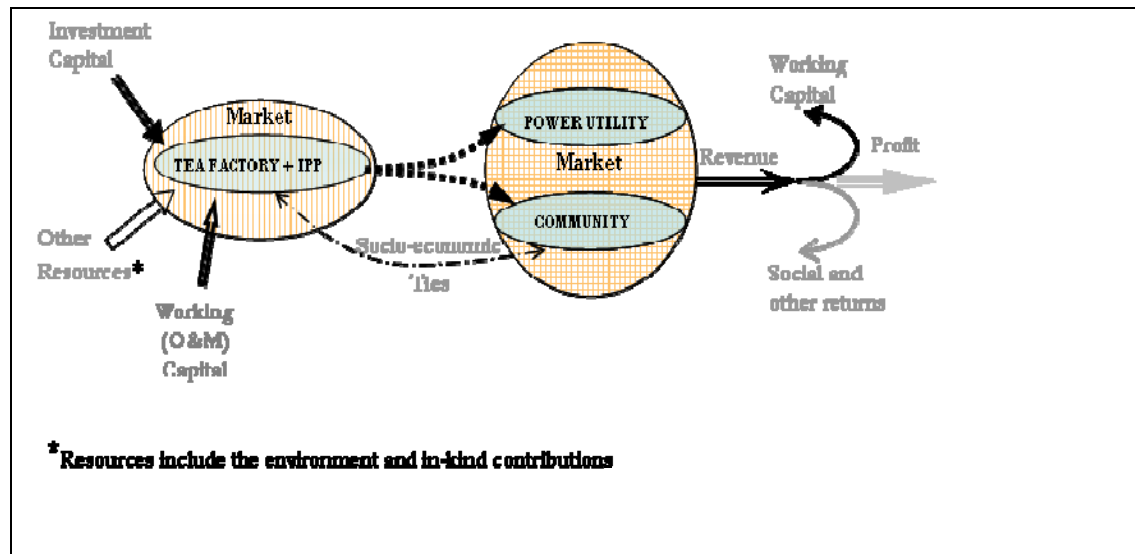 Investment
Capital
Market
TEA FACTORY + IPP
Other
Resources*
Working
(O&M)
Capital
POWER UTILITY
Market
COMMUNITY
Socio-economic
Ties
Revenue
Working
Capital
Profit
Social and
other returns
*Resources include the environment and in-kind contributions